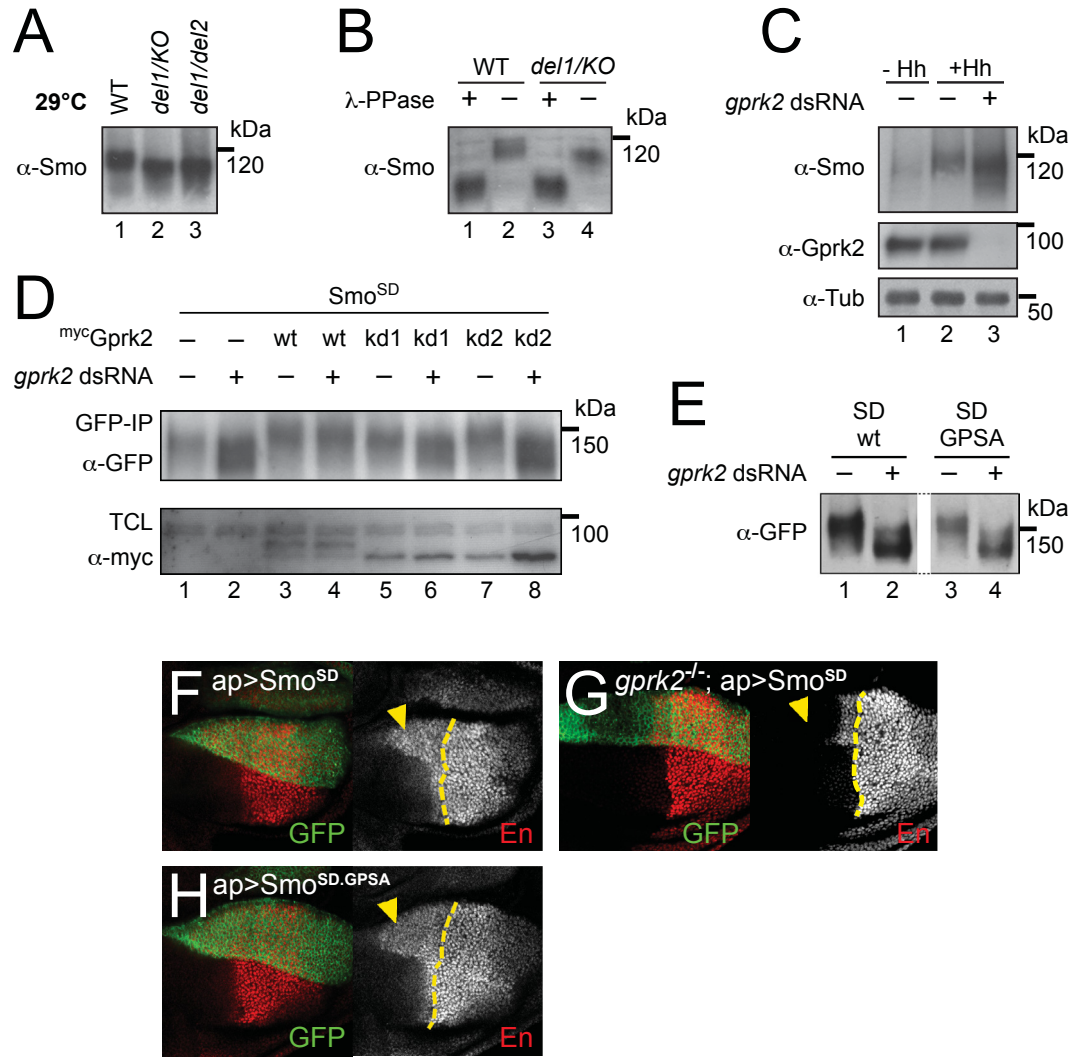 A
29°C
WT
del1/KO
del1/del2
kDa
120
α-Smo
1 2 3
B
WT del1/KO
λ-PPase + – + –
kDa
120
α-Smo
1 2 3 4
C
- Hh +Hh
gprk2 dsRNA – – +
kDa
α-Smo
120
α-Gprk2
100
α-Tub
50
1 2 3
D
SmoSD
mycGprk2 – – wt wt kd1 kd1 kd2 kd2
gprk2 dsRNA – + – + – + – +
GFP-IP
α-GFP
kDa
150
TCL
α-myc
100
1 2 3 4 5 6 7 8
E
SD SD
wt GPSA
gprk2 dsRNA – + – +
kDa
α-GFP
150
1 2 3 4
F ap>SmoSD
GFP En
G gprk2-/-; ap>SmoSD
GFP En
H ap>SmoSD.GPSA
GFP En